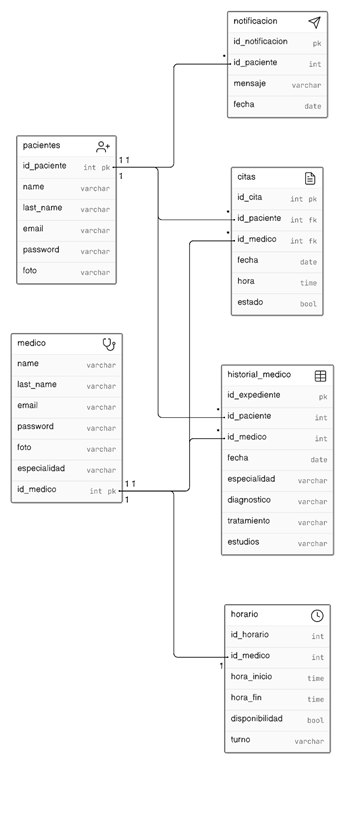 notificacion
id_notificacion pk
id_paciente int
mensaje varchar
fecha date
*
pacientes
id_paciente int pk
name varchar
last_name varchar
email varchar
password varchar
foto varchar
1 1
1
citas
id_cita int pk
id_paciente int fk
id_medico int fk
fecha date
hora time
estado bool
*
*
medico
name varchar
last_name varchar
email varchar
password varchar
foto varchar
especialidad varchar
id_medico int pk
1 1
1
historial_medico
id_expediente pk
id_paciente int
id_medico int
fecha date
especialidad varchar
diagnostico varchar
tratamiento varchar
estudios varchar
*
*
horario
id_horario int
id_medico int
hora_inicio time
hora_fin time
disponibilidad bool
turno varchar
1